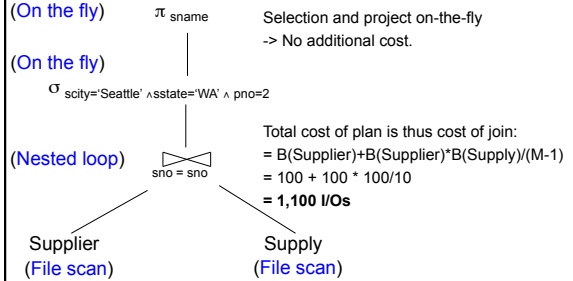 (On the fly)
π sname
Selection and project on-the-fly
-> No additional cost.
(On the fly)
σ scity='Seattle' ∧sstate='WA' ∧ pno=2
Total cost of plan is thus cost of join:
(Nested loop)
sno = sno
= B(Supplier)+B(Supplier)*B(Supply)/(M-1)
= 100 + 100 * 100/10
= 1,100 I/Os
Supplier
Supply
(File scan)
(File scan)